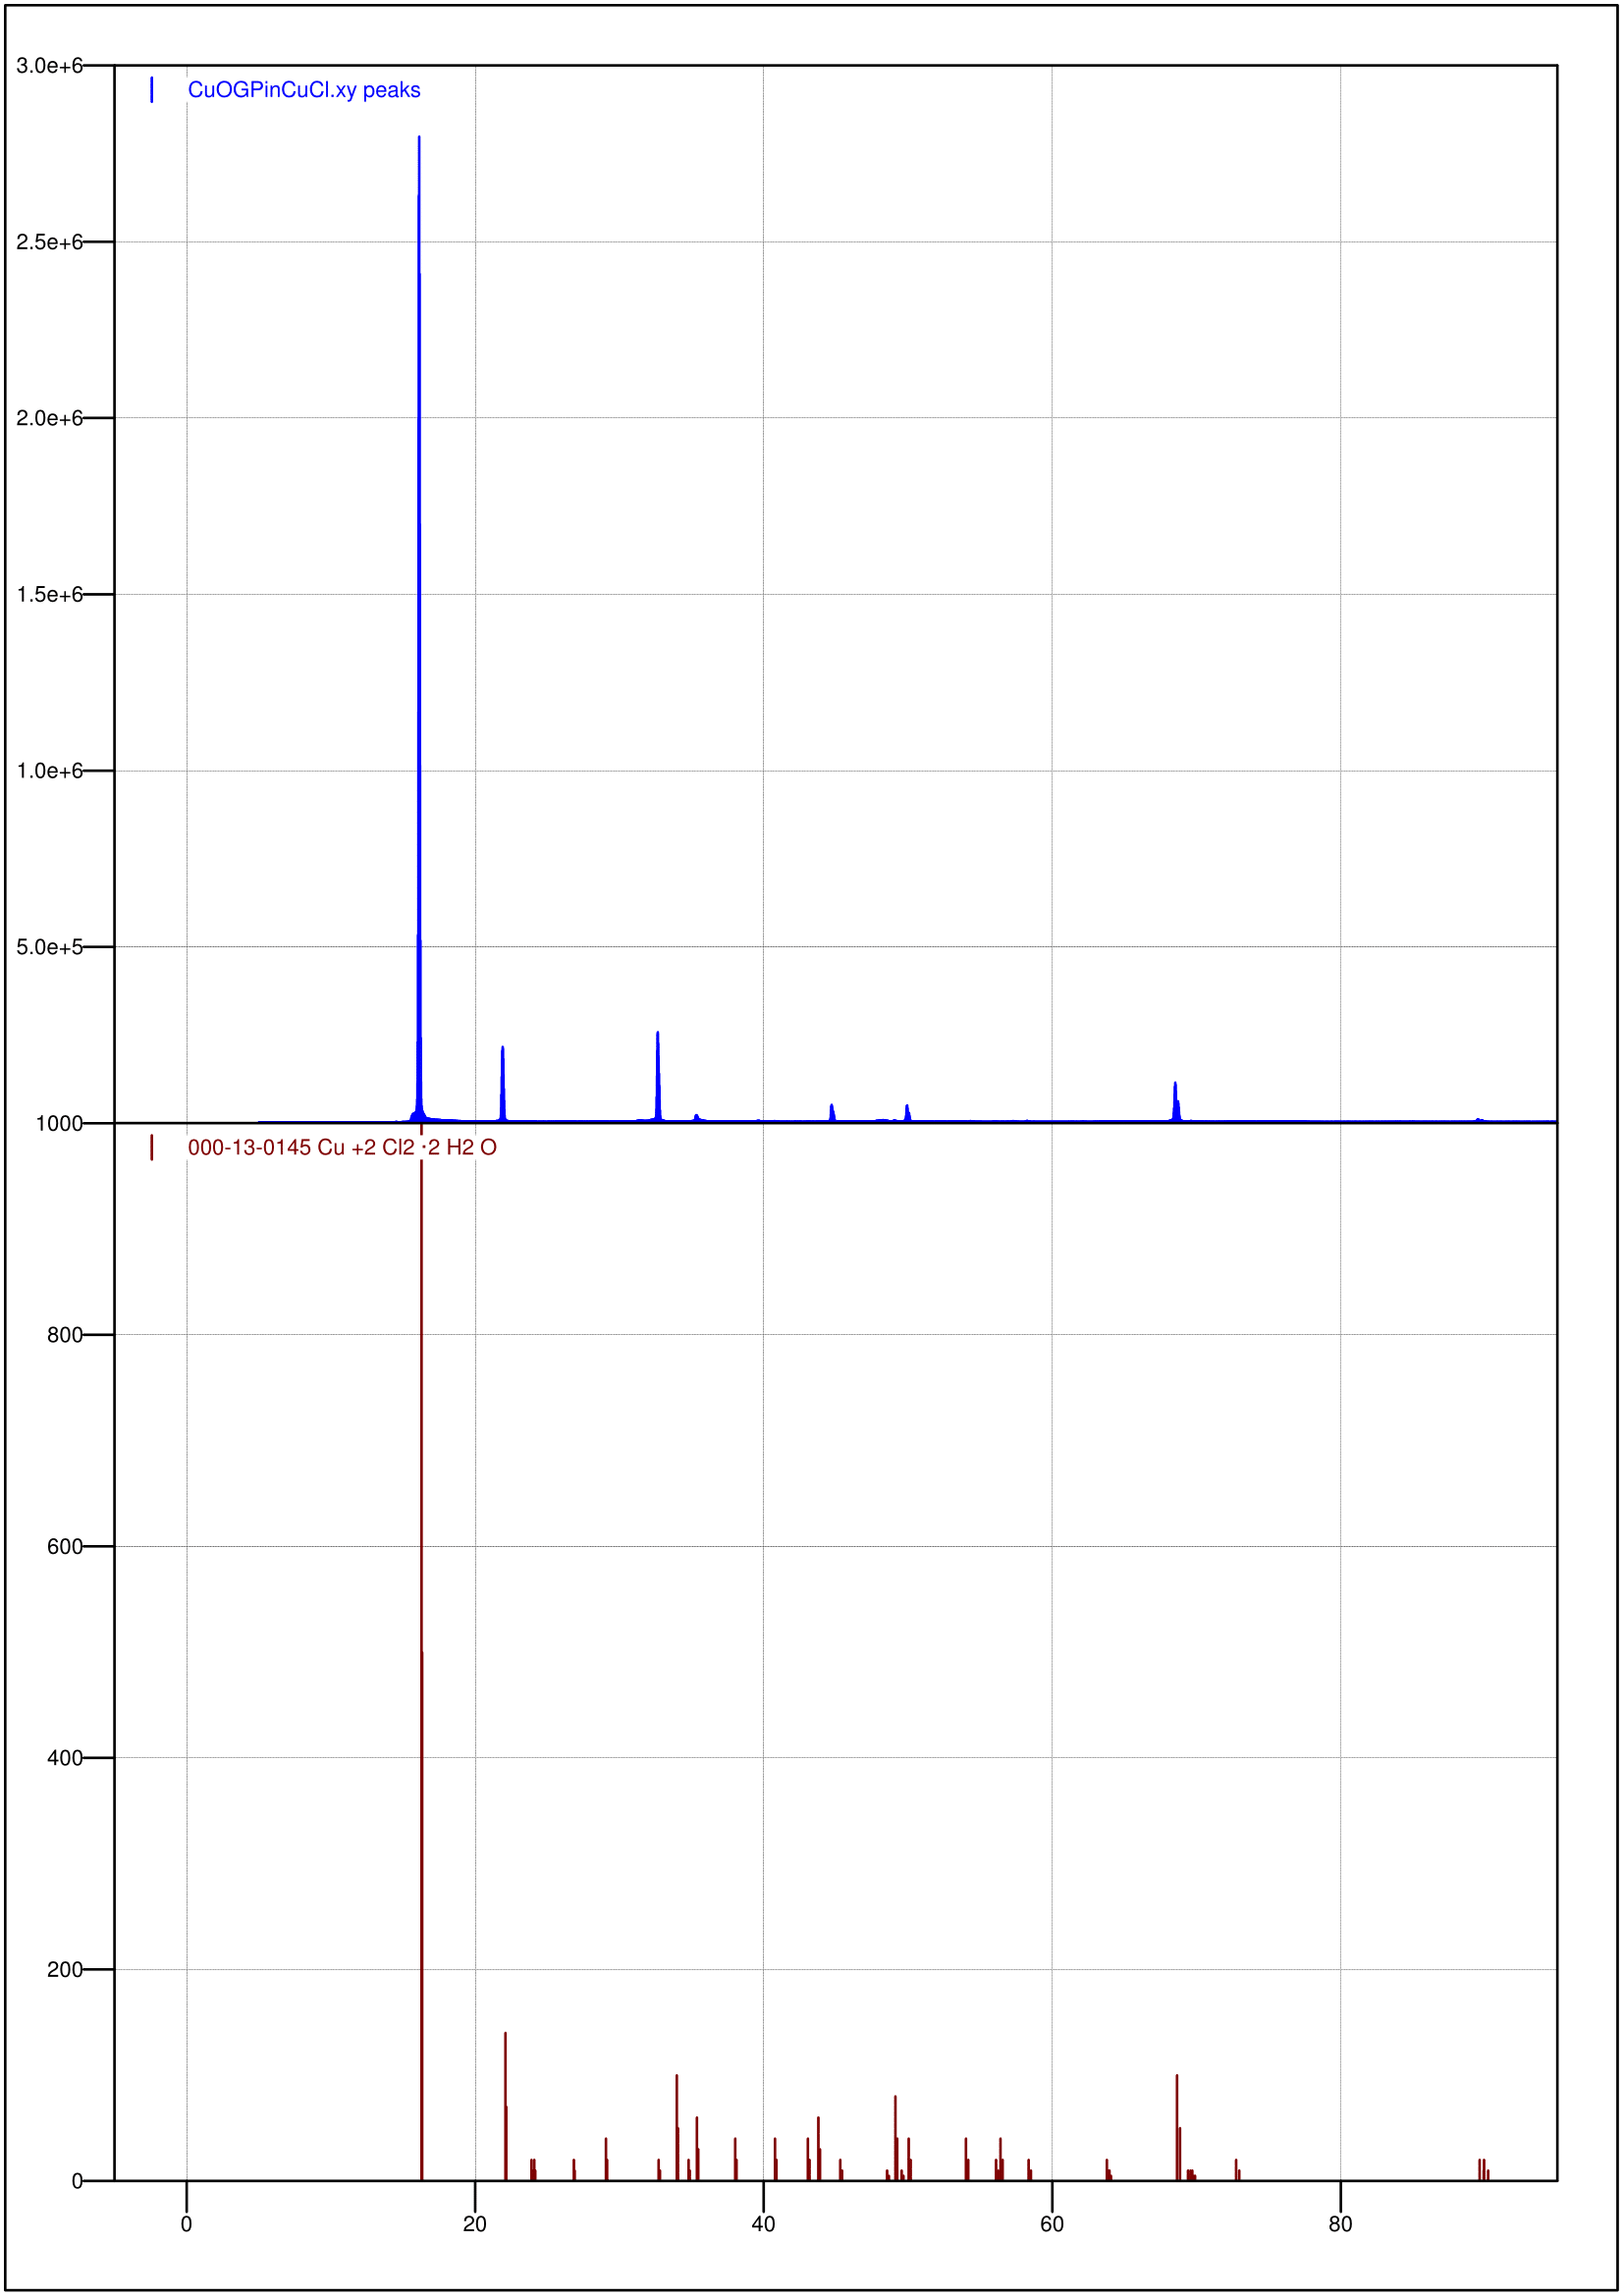 3.0e+6
CuOGPinCuCl.xy peaks
2.5e+6
2.0e+6
1.5e+6
1.0e+6
5.0e+5
1000
000-13-0145 Cu +2 Cl2 ·2 H2 O
800
600
400
200
0
0 20 40 60 80